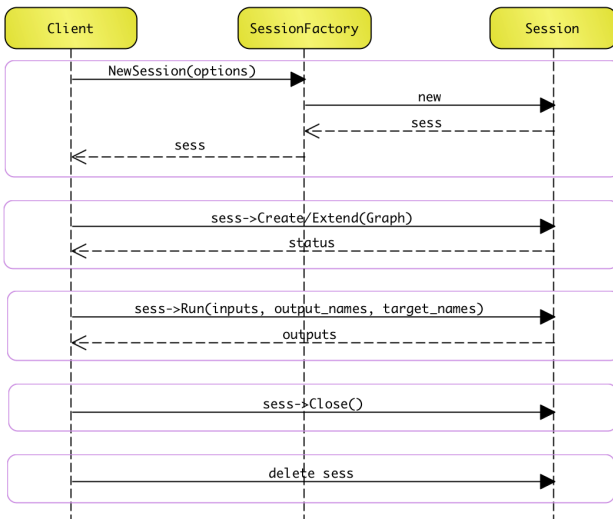 Client
SessionFactory
Session
NewSession(options)
new
sess
sess
sess->Create/Extend(Graph)
status
sess->Run(inputs, output_names, target_names)
outputs
sess->Close()
delete sess